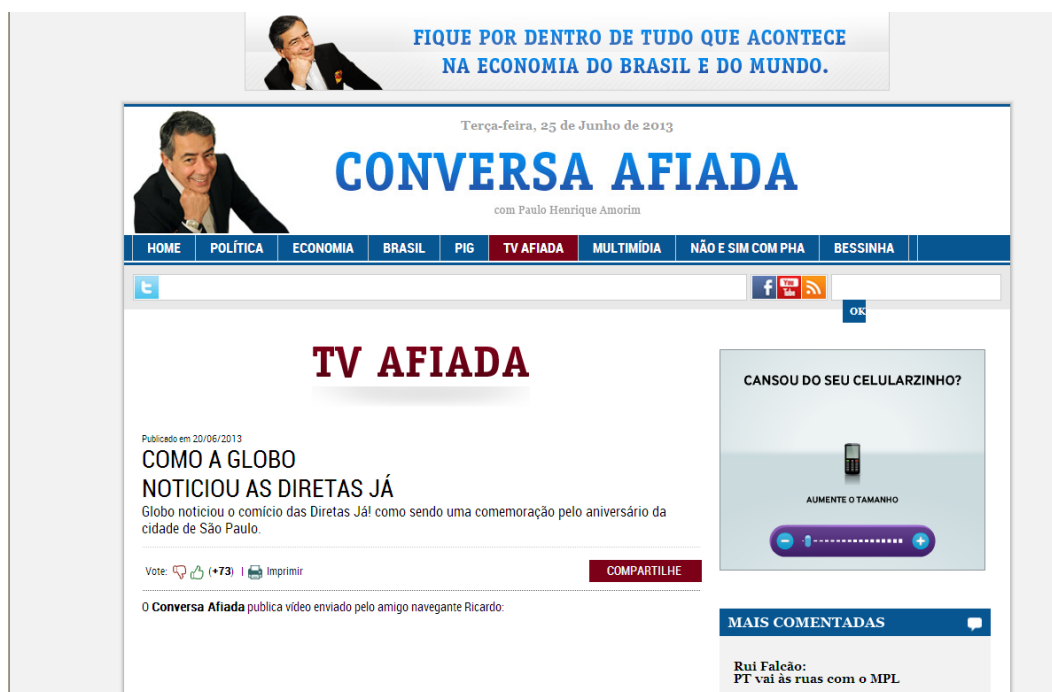 FIQUE POR DENTRO DE TUDO QUE ACONTECE
NA ECONOMIA DO BRASIL E DO MUNDO.
Terça-feira, 25 de Junho de 2013
CONVERSA AFIADA
com Paulo Henrique Amorim
HOME POLÍTICA ECONOMIA BRASIL PIG TV AFIADA MULTIMÍDIA NÃO E SIM COM PHA BESSINHA
You Tube
OK
TV AFIADA
Publicado em 20/06/2013
COMO A GLOBO
NOTICIOU AS DIRETAS JÁ
Globo noticiou o comício das Diretas Já! como sendo uma comemoração pelo aniversário da
cidade de São Paulo.
Vote: (+73) | Imprimir
COMPARTILHE
O Conversa Afiada publica vídeo enviado pelo amigo navegante Ricardo:
CANSOU DO SEU CELULARZINHO?
AUMENTE O TAMANHO
MAIS COMENTADAS
Rui Falcão:
PT vai às ruas com o MPL